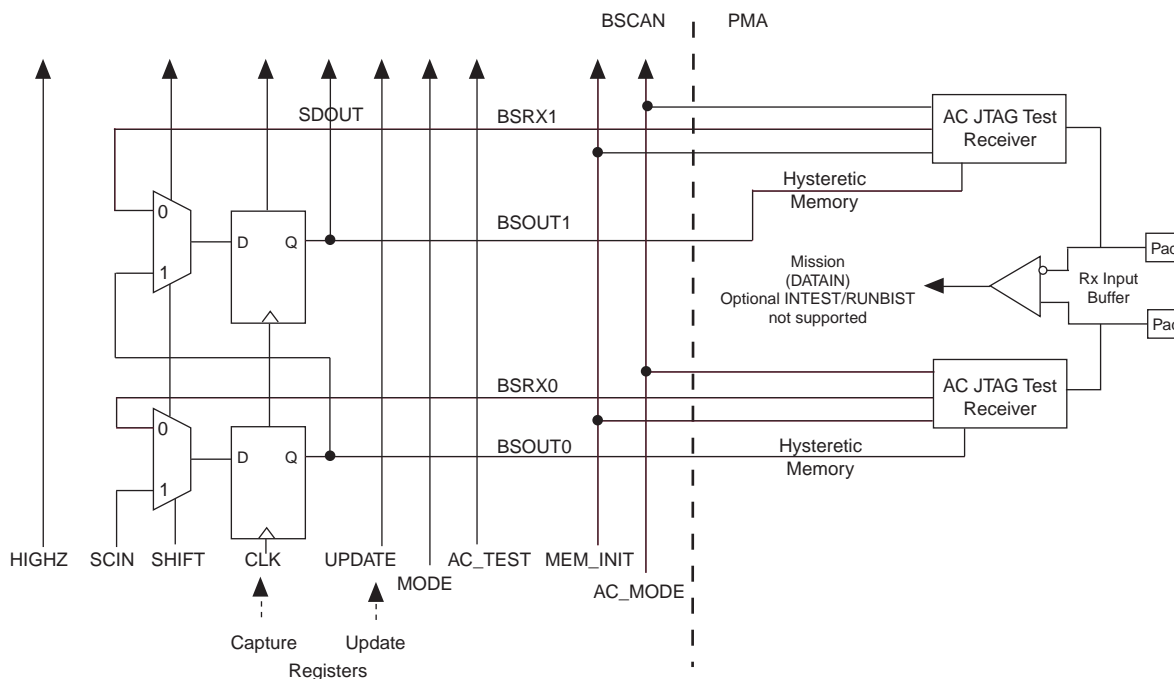 BSCAN
PMA
SDOUT
BSRX1
AC JTAG Test
Receiver
Hysteretic
Memory
0
D
Q
BSOUT1
1
Mission
(DATAIN)
Optional INTEST/RUNBIST
not supported
Rx Input
Buffer
Pad
Pad
BSRX0
AC JTAG Test
Receiver
0
D
Q
BSOUT0
Hysteretic
Memory
1
HIGHZ
SCIN
SHIFT
CLK
UPDATE
MODE
AC_TEST
MEM_INIT
AC_MODE
Capture
Update
Registers